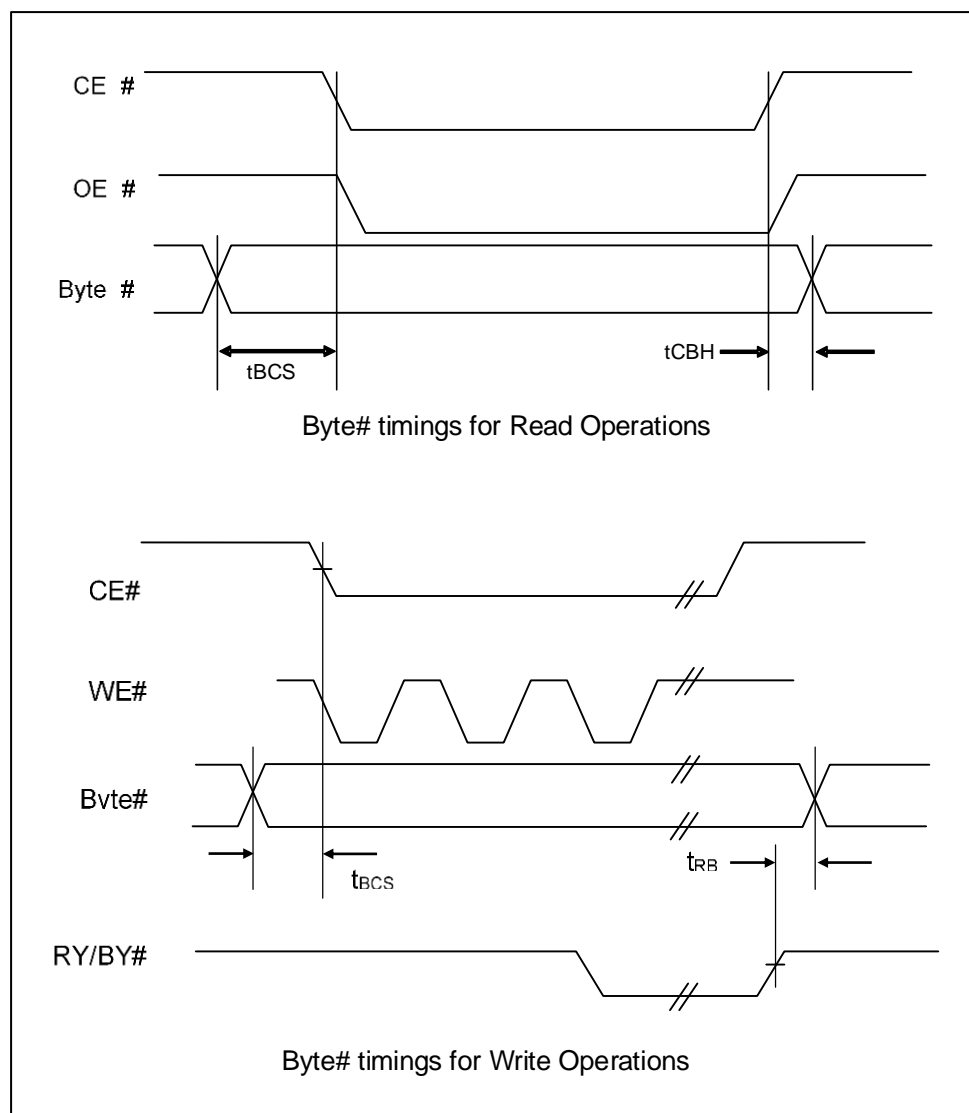 CE #
OE #
Byte #
tBCS
tCBH
Byte# timings for Read Operations
CE#
WE#
Bvte#
tBCS
tRB
RY/BY#
Byte# timings for Write Operations